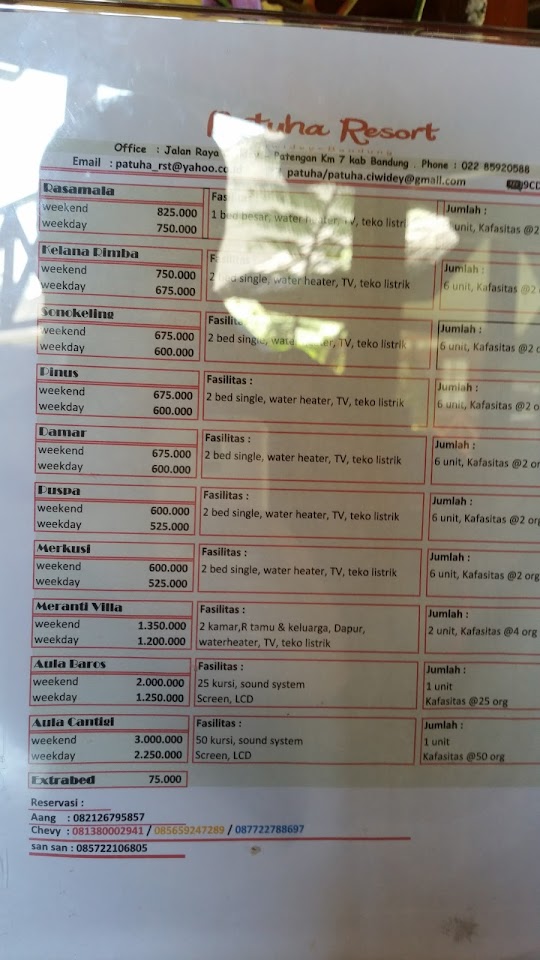 Patuha Resort
Office : Jalan Raya Patengan Km 7 kab Bandung . Phone : 022 85920588
Email : patuha_rst@yahoo.co patuha/patuha.ciwidey@gmail.com
Rasamala Jumlah :
weekend 825.000 1 bed besar, water heater, TV, teko listrik unit, Kafasitas @2
weekday 750.000
Kelana Rimba Jumlah :
weekend 750.000 2 bed single, water heater, TV, teko listrik 6 unit, Kafasitas @2
weekday 675.000
Sonokeling Fasilitas Jumlah :
weekend 675.000 2 bed single, water heater, TV, teko listrik 6 unit, Kafasitas @2 o
weekday 600.000
Pinus Fasilitas : Jumlah :
weekend 675.000 2 bed single, water heater, TV, teko listrik 6 unit, Kafasitas @2 o
weekday 600.000
Damar Fasilitas : Jumlah :
weekend 675.000 2 bed single, water heater, TV, teko listrik 6 unit, Kafasitas @2 or
weekday 600.000
Puspa Fasilitas : Jumlah :
weekend 600.000 2 bed single, water heater, TV, teko listrik 6 unit, Kafasitas @2 org
weekday 525.000
Merkusi Fasilitas : Jumlah :
weekend 600.000 2 bed single, water heater, TV, teko listrik 6 unit, Kafasitas @2 org
weekday 525.000
Meranti Villa Fasilitas : Jumlah :
weekend 1.350.000 2 kamar,R tamu & keluarga, Dapur, 2 unit, Kafasitas @4 org
weekday 1.200.000 waterheater, TV, teko listrik
Aula Baros Fasilitas : Jumlah :
weekend 2.000.000 25 kursi, sound system 1 unit
weekday 1.250.000 Screen, LCD Kafasitas @25 org
Aula Cantigi Fasilitas : Jumlah :
weekend 3.000.000 50 kursi, sound system 1 unit
weekday 2.250.000 Screen, LCD Kafasitas @50 org
Extrabed 75.000
Reservasi :
Aang : 082126795857
Chevy : 081380002941 / 085659247289 / 087722788697
san san : 085722106805